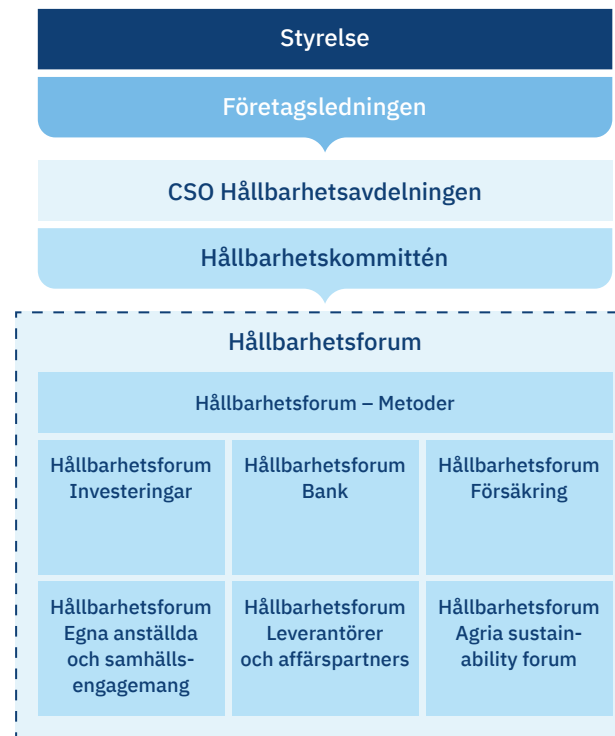 Styrelse
Företagsledningen
CSO Hållbarhetsavdelningen
Hållbarhetskommittén
Hållbarhetsforum
Hållbarhetsforum – Metoder
Hållbarhetsforum
Investeringar
Hållbarhetsforum
Bank
Hållbarhetsforum
Försäkring
Hållbarhetsforum
Egna anställda
och samhälls-
engagemang
Hållbarhetsforum
Leverantörer
och affärspartners
Hållbarhetsforum
Agria sustain-
ability forum